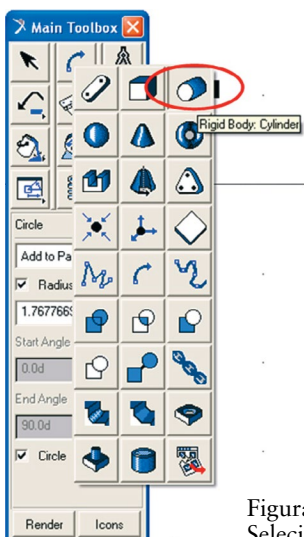 Main Toolbox
Rigid Body: Cylinder
Circle
Add to Pa
Radius
1.767766
Start Angle
0.0d
End Angle
90.0d
Circle
Render Icons
Figura
Seleci